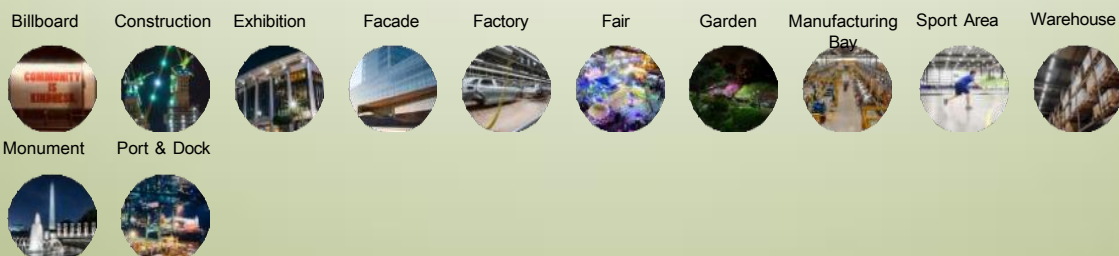 Billboard
Construction
Exhibition
Facade
Factory
Fair
Garden
Manufacturing
Bay
Sport Area
Warehouse
COMMUNITY
IS
KINDNESS
Monument
Port & Dock